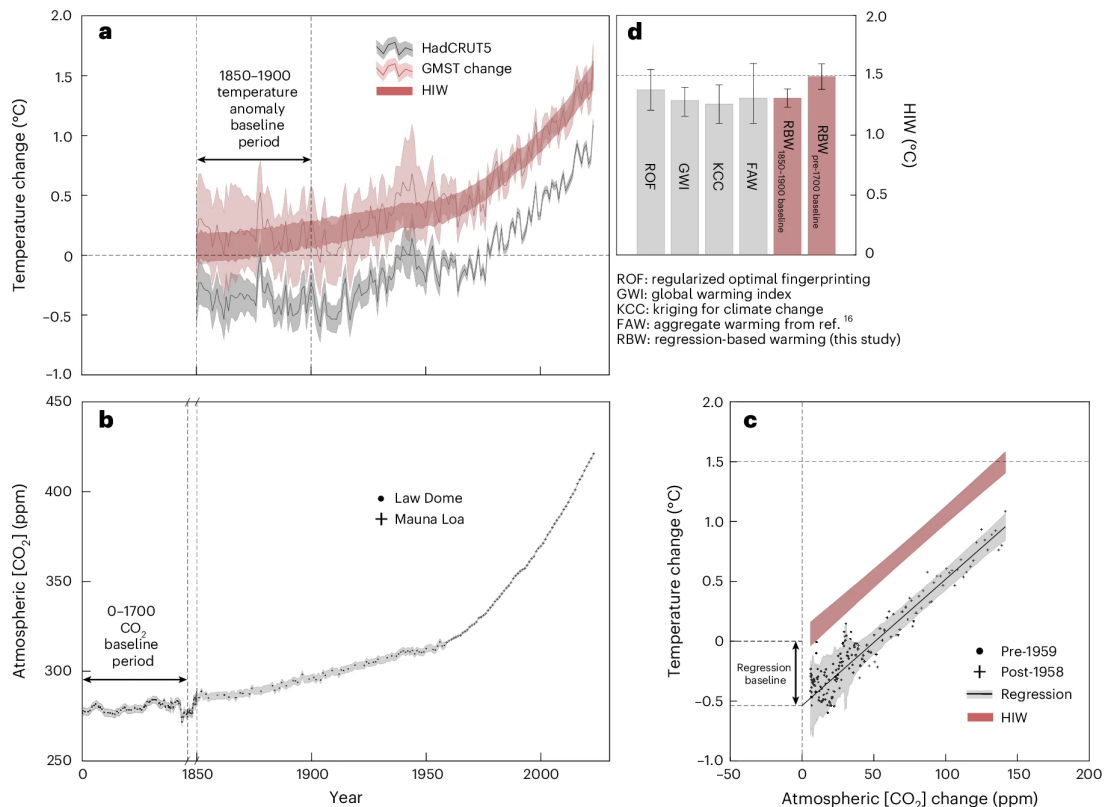 a
2.0
1.5
1.0
0.5
0
–0.5
–1.0
Temperature change (°C)
1850–1900
temperature
anomaly
baseline
period
HadCRUT5
GMST change
HIW
d
2.0
1.5
1.0
0.5
0
HIW (°C)
ROF
GWI
KCC
FAW
RBW
1850–1900 baseline
RBW
pre-1700 baseline
ROF: regularized optimal fingerprinting
GWI: global warming index
KCC: kriging for climate change
FAW: aggregate warming from ref. 16
RBW: regression-based warming (this study)
b
450
400
350
300
250
Atmospheric [CO2] (ppm)
0–1700
CO2
baseline
period
Law Dome
Mauna Loa
0
1850
1900
1950
2000
Year
c
2.0
1.5
1.0
0.5
0
–0.5
–1.0
Temperature change (°C)
Regression
baseline
Pre-1959
Post-1958
Regression
HIW
–50
0
50
100
150
200
Atmospheric [CO2] change (ppm)